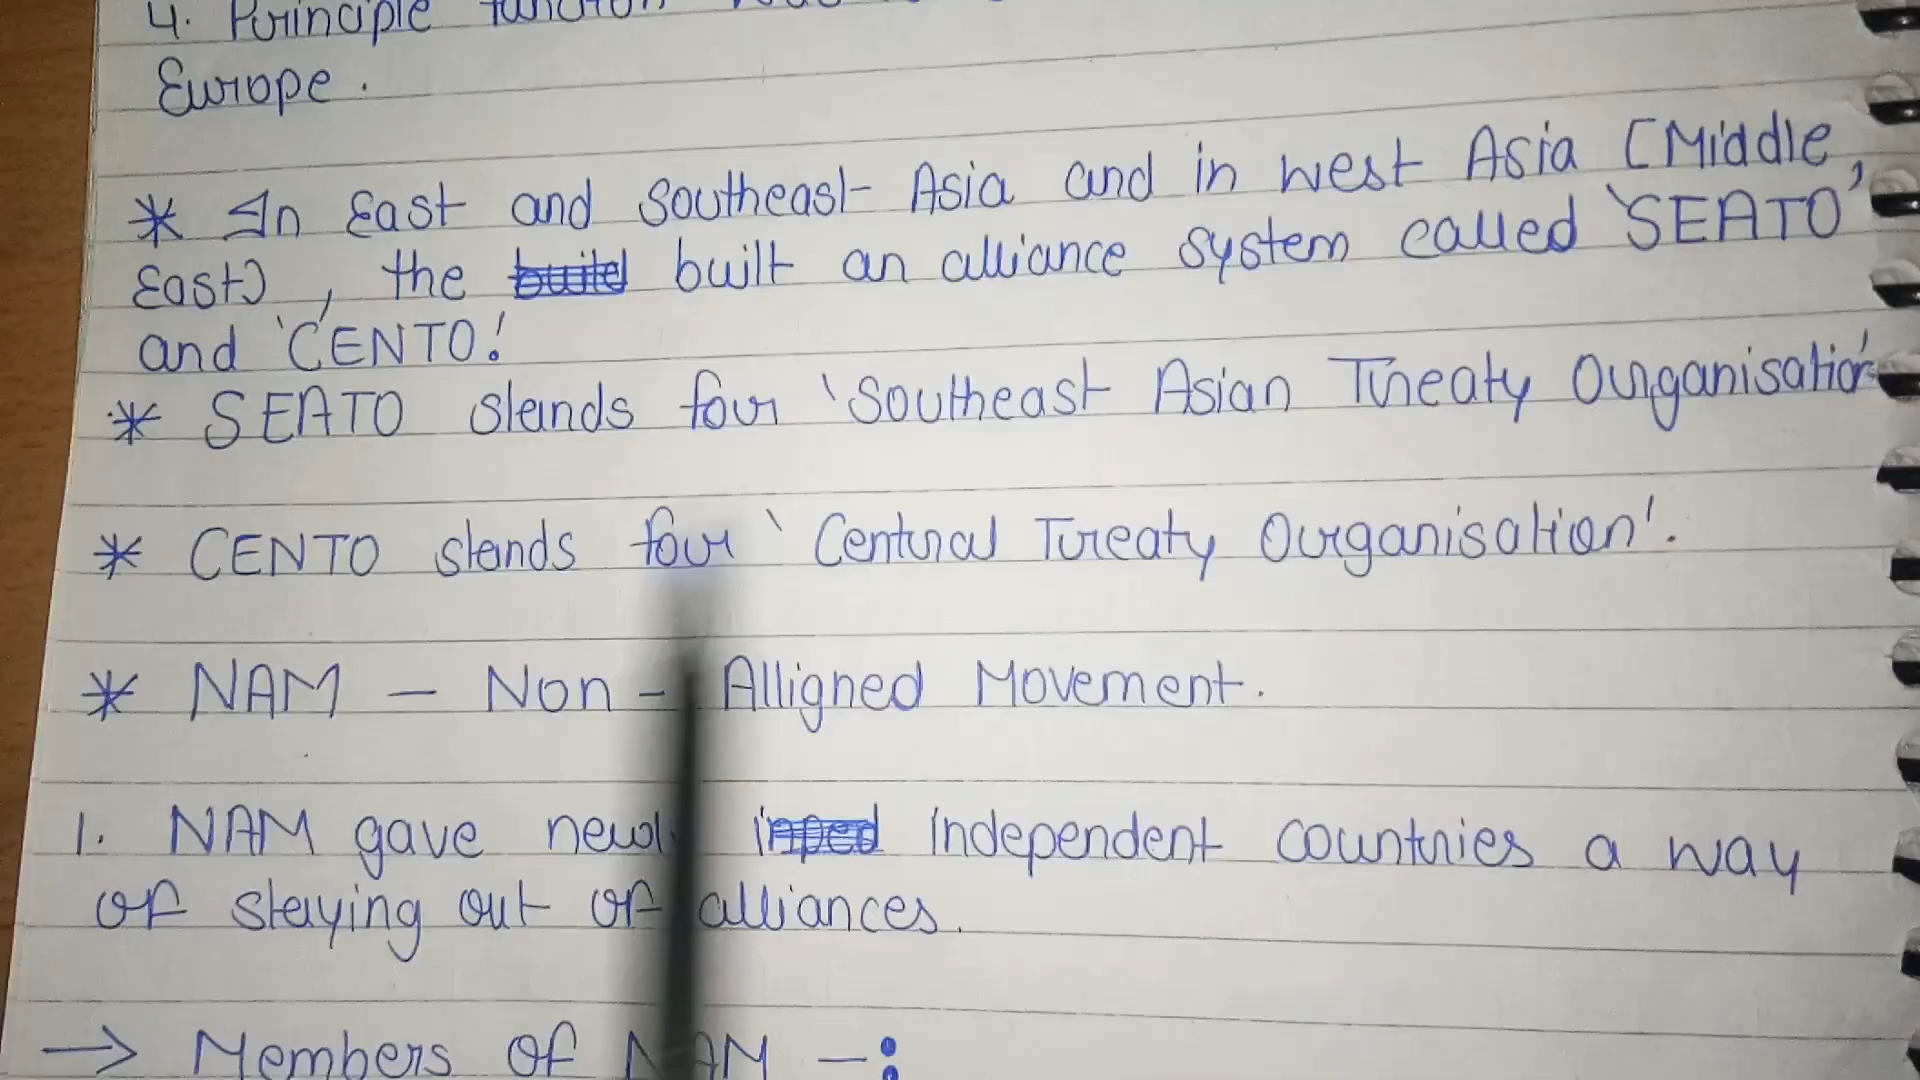 4. Principle function
Europe.
* In East and Southeast Asia and in west Asia [Middle
East], the built an alliance system called 'SEATO',
and 'CENTO'.
* SEATO stands for 'Southeast Asian Treaty Organisation'
* CENTO stands for 'Central Treaty Organisation'.
* NAM - Non - Alligned Movement.
1. NAM gave independent countries a way
of staying out of alliances.
→ Members of NAM -: